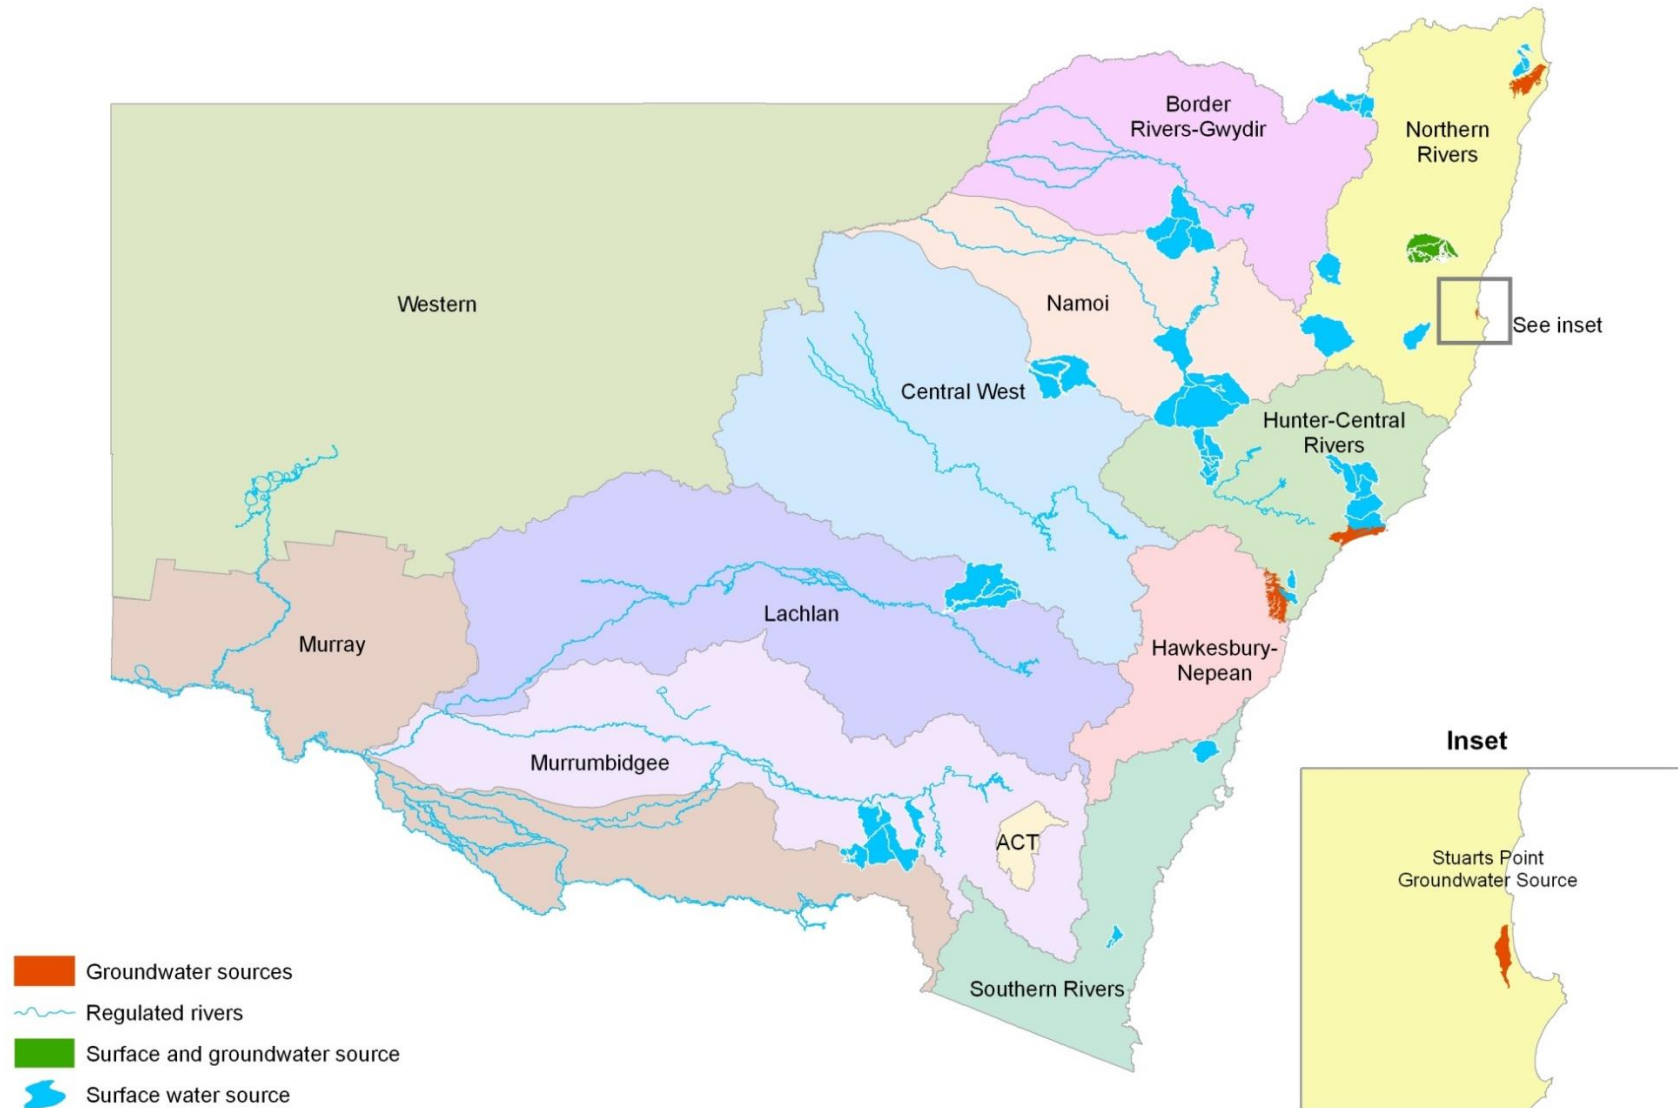 Border
Rivers-Gwydir
Northern
Rivers
Western
Namoi
See inset
Central West
Hunter-Central
Rivers
Lachlan
Murray
Hawkesbury-
Nepean
Murrumbidgee
ACT
Southern Rivers
Inset
Stuarts Point
Groundwater Source
Groundwater sources
Regulated rivers
Surface and groundwater source
Surface water source